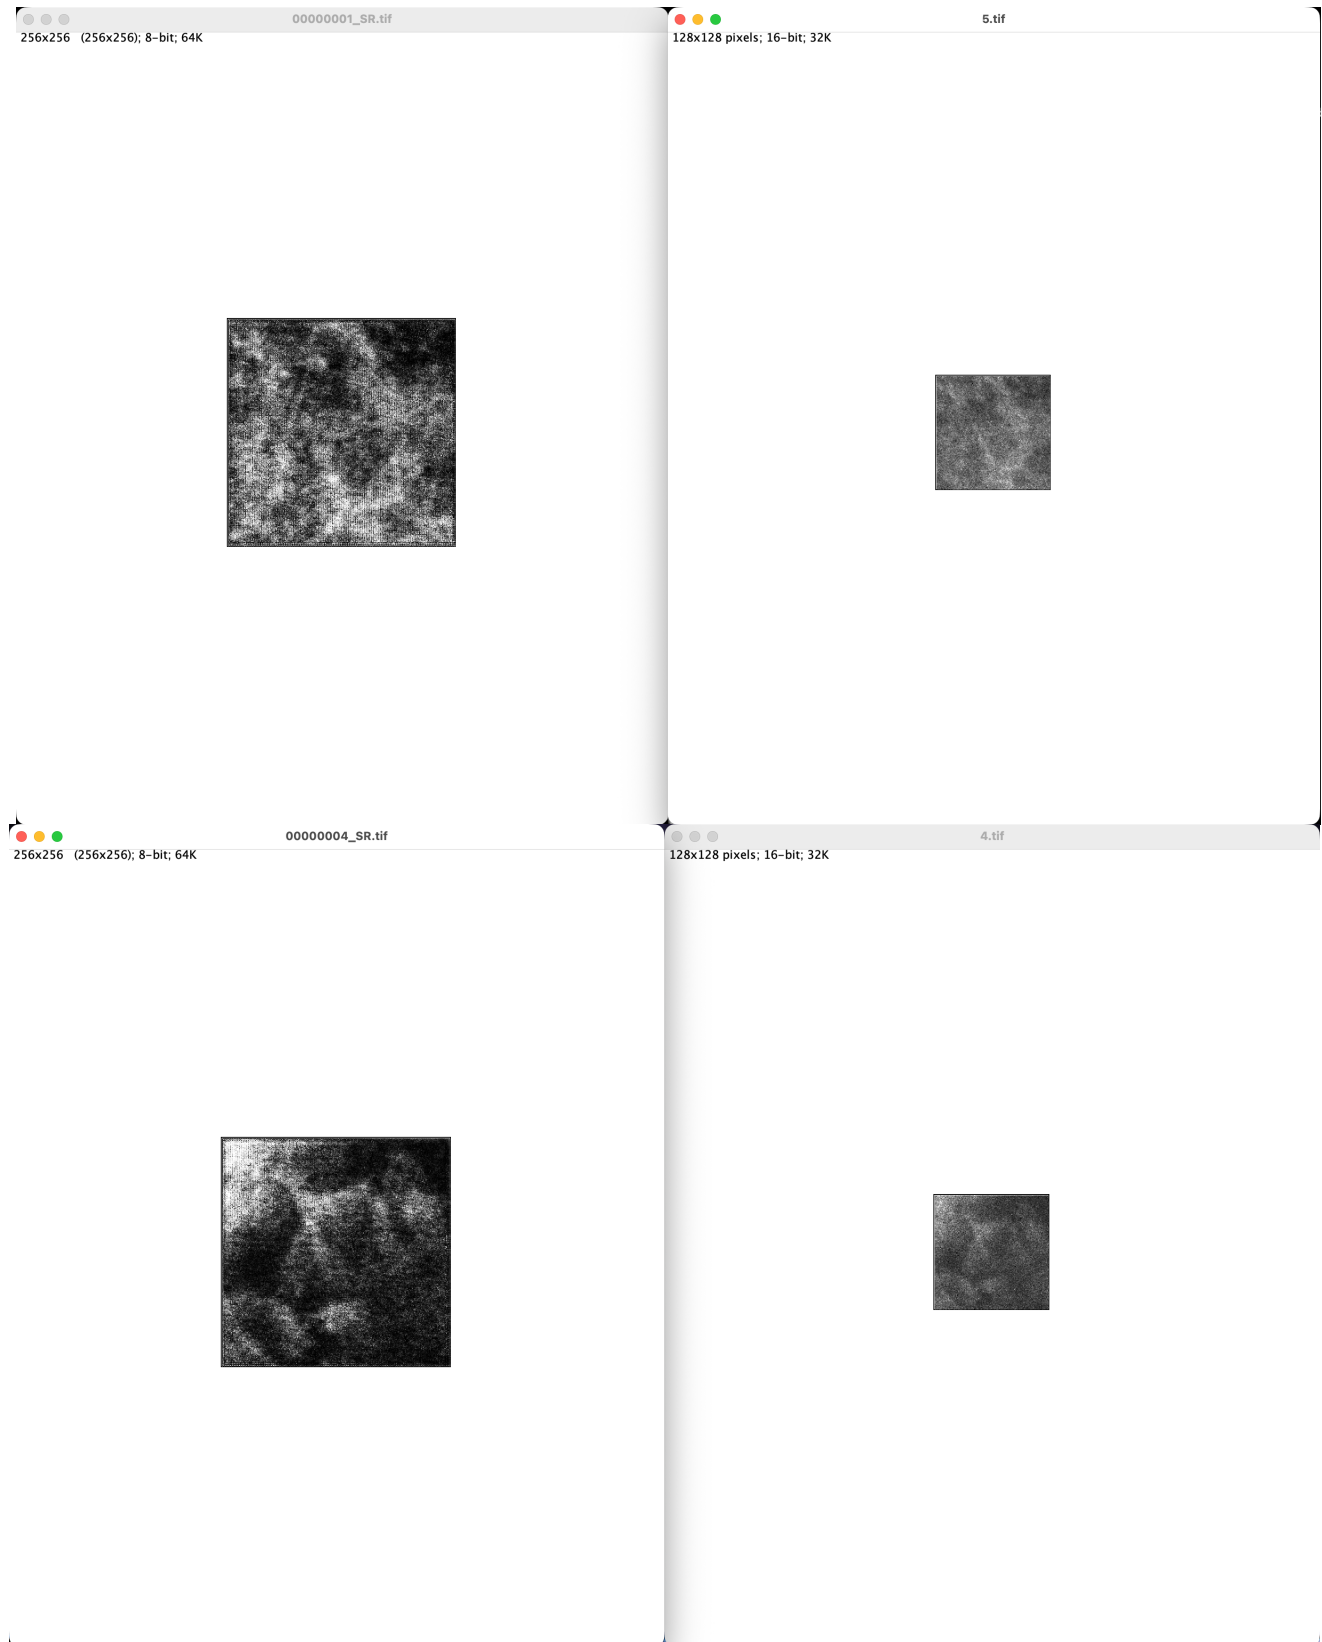 00000001_SR.tif
256x256 (256x256); 8-bit; 64K
5.tif
128x128 pixels; 16-bit; 32K
00000004_SR.tif
256x256 (256x256); 8-bit; 64K
4.tif
128x128 pixels; 16-bit; 32K